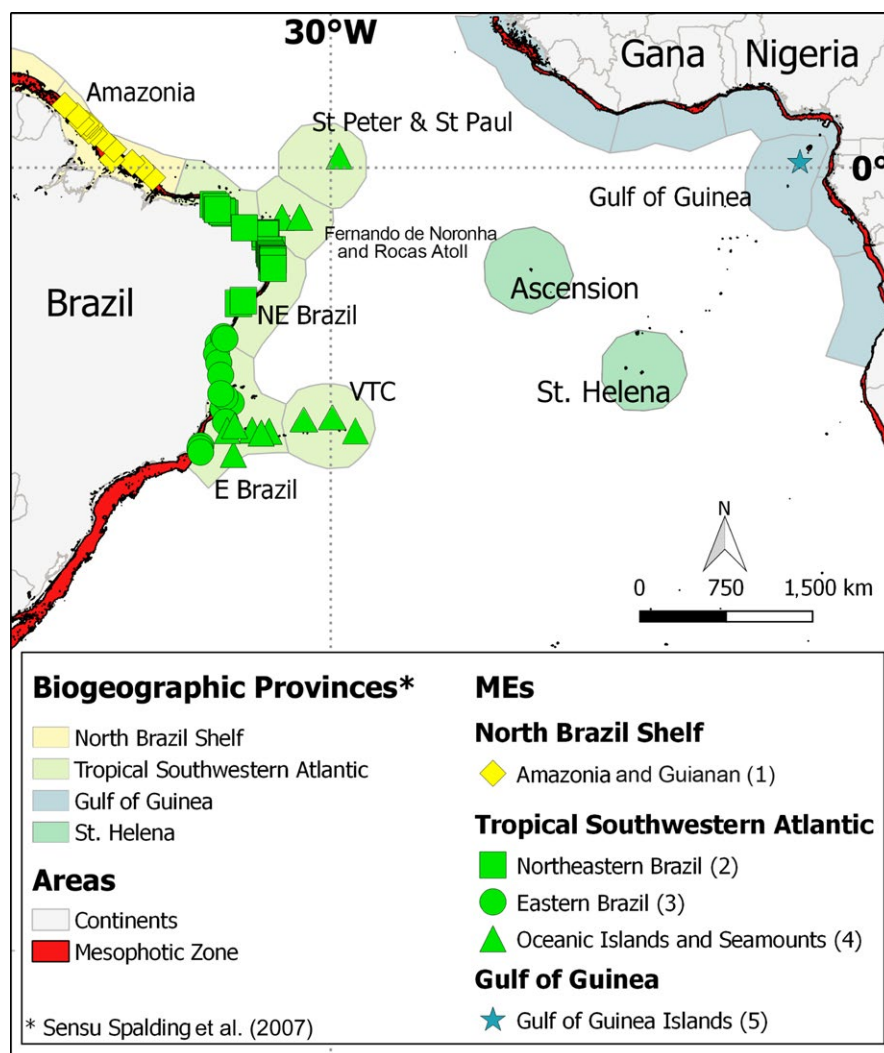 30°W
Gana
Nigeria
Amazonia
St Peter & St Paul
0°
Gulf of Guinea
Fernando de Noronha
and Rocas Atoll
Brazil
Ascension
NE Brazil
VTC
St. Helena
E Brazil
N
0 750 1,500 km
Biogeographic Provinces*
North Brazil Shelf
Tropical Southwestern Atlantic
Gulf of Guinea
St. Helena
Areas
Continents
Mesophotic Zone
* Sensu Spalding et al. (2007)
MEs
North Brazil Shelf
Amazonia and Guianan (1)
Tropical Southwestern Atlantic
Northeastern Brazil (2)
Eastern Brazil (3)
Oceanic Islands and Seamounts (4)
Gulf of Guinea
Gulf of Guinea Islands (5)